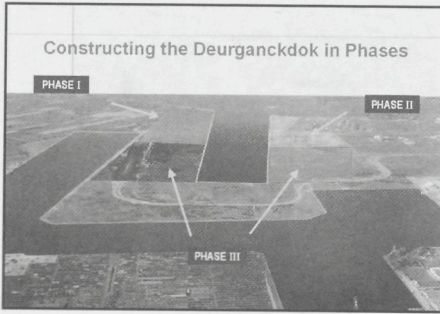 Constructing the Deurganckdok in Phases
PHASE I
PHASE II
PHASE III